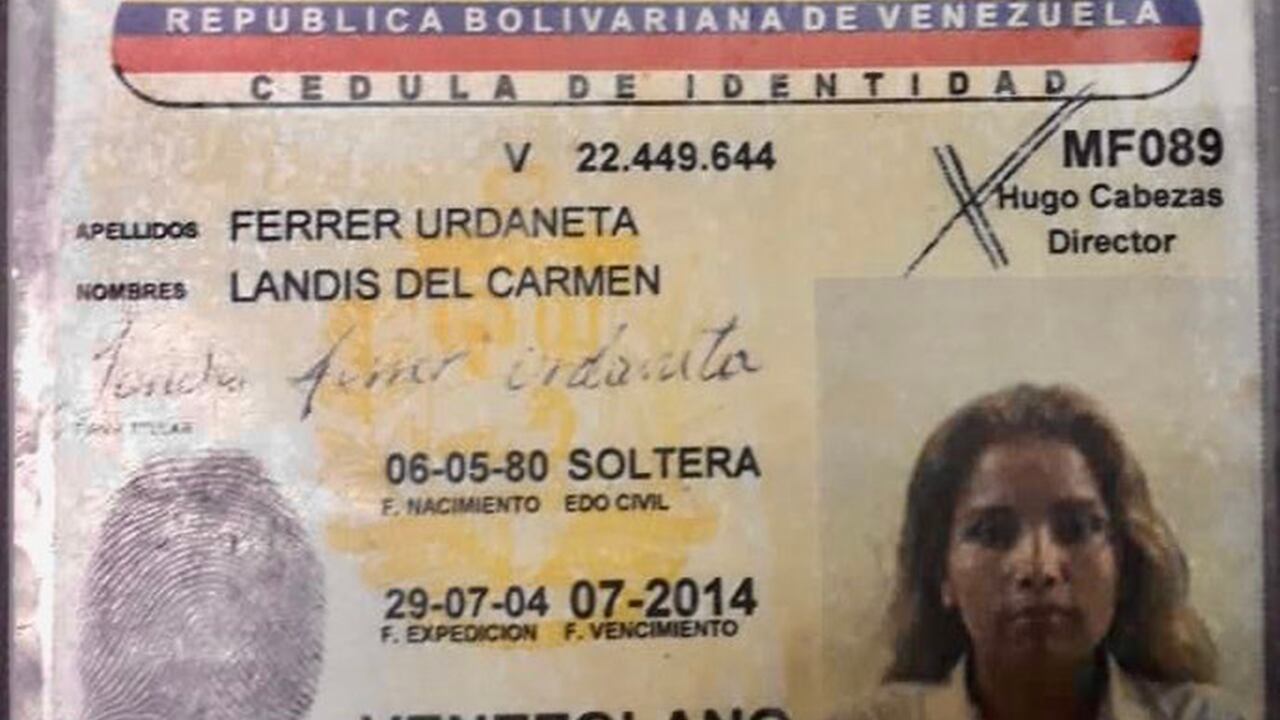 REPUBLICA BOLIVARIANA DE VENEZUELA
CEDULA DE IDENTIDAD
V 22.449.644
MF089
Hugo Cabezas
Director
APELLIDOS FERRER URDANETA
NOMBRES LANDIS DEL CARMEN
ferrer urdaneta
06-05-80 SOLTERA
F. NACIMIENTO EDO CIVIL
29-07-04 07-2014
F. EXPEDICION F. VENCIMIENTO
VENEZOLANO